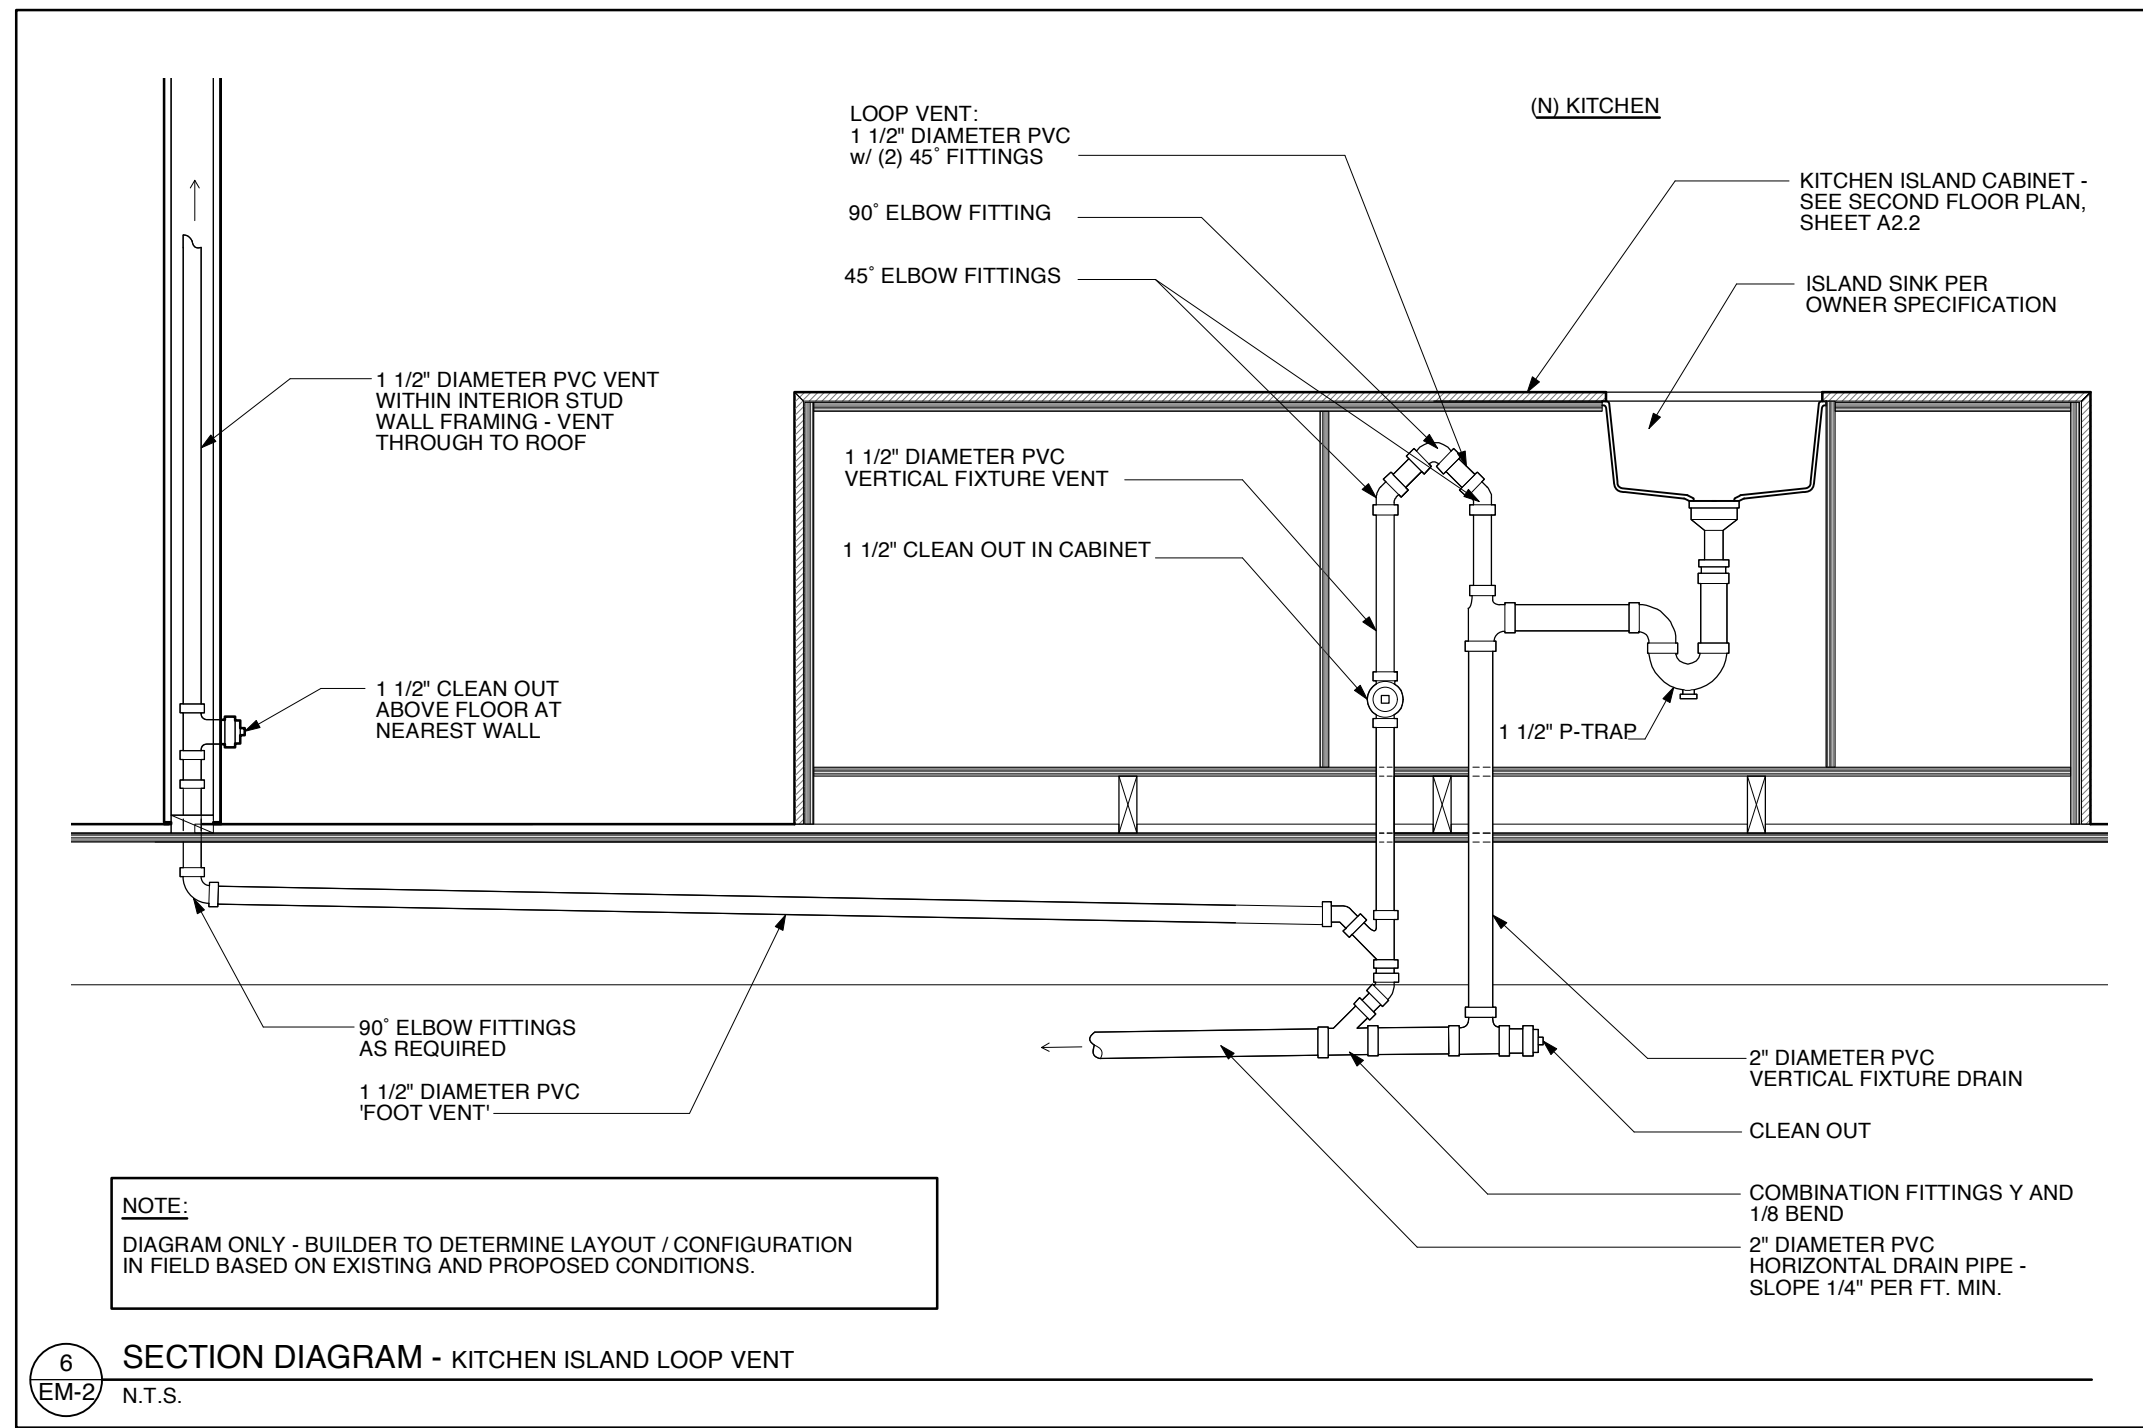 LOOP VENT:
1 1/2" DIAMETER PVC
w/ (2) 45° FITTINGS
(N) KITCHEN
90° ELBOW FITTING
45° ELBOW FITTINGS
KITCHEN ISLAND CABINET -
SEE SECOND FLOOR PLAN,
SHEET A2.2
ISLAND SINK PER
OWNER SPECIFICATION
1 1/2" DIAMETER PVC VENT
WITHIN INTERIOR STUD
WALL FRAMING - VENT
THROUGH TO ROOF
1 1/2" DIAMETER PVC
VERTICAL FIXTURE VENT
1 1/2" CLEAN OUT IN CABINET
1 1/2" CLEAN OUT
ABOVE FLOOR AT
NEAREST WALL
1 1/2" P-TRAP
90° ELBOW FITTINGS
AS REQUIRED
1 1/2" DIAMETER PVC
'FOOT VENT'
2" DIAMETER PVC
VERTICAL FIXTURE DRAIN
CLEAN OUT
COMBINATION FITTINGS Y AND
1/8 BEND
2" DIAMETER PVC
HORIZONTAL DRAIN PIPE -
SLOPE 1/4" PER FT. MIN.
NOTE:
DIAGRAM ONLY - BUILDER TO DETERMINE LAYOUT / CONFIGURATION
IN FIELD BASED ON EXISTING AND PROPOSED CONDITIONS.
6
EM-2
SECTION DIAGRAM - KITCHEN ISLAND LOOP VENT
N.T.S.